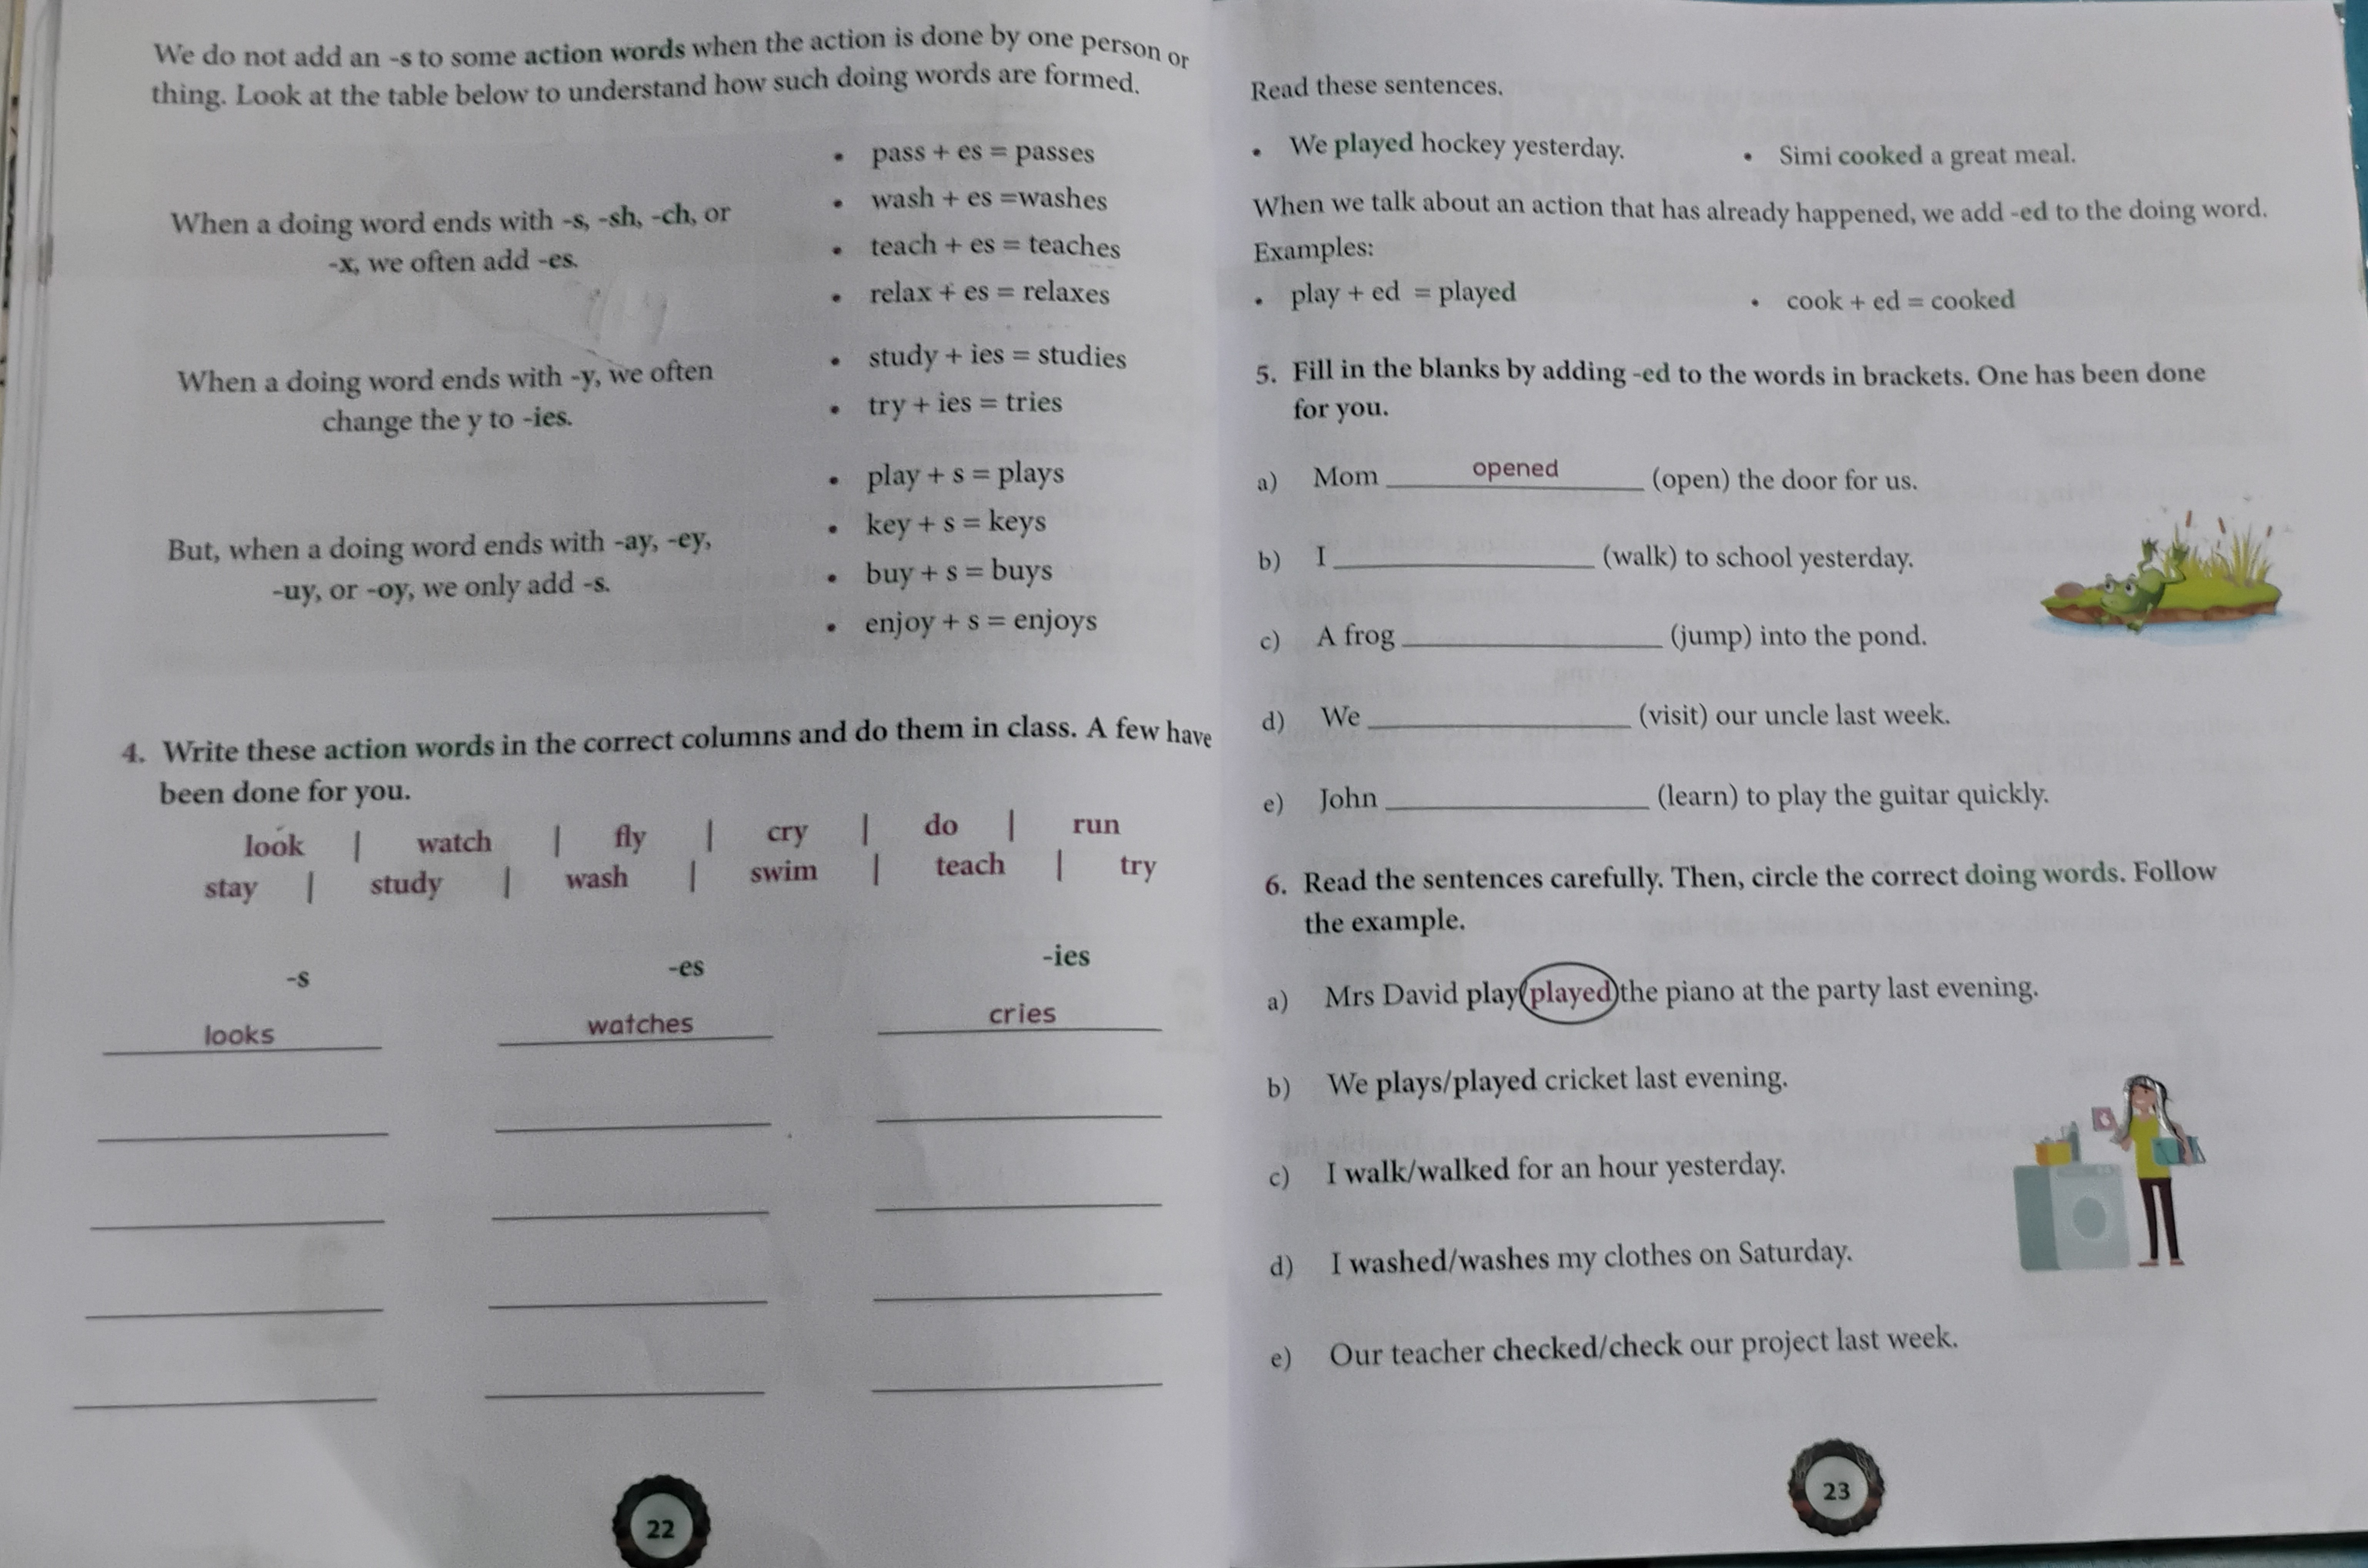 We do not add an -s to some action words when the action is done by one person or
thing. Look at the table below to understand how such doing words are formed.
When a doing word ends with -s, -sh, -ch, or
-x, we often add -es.
• pass + es = passes
• wash + es =washes
• teach + es = teaches
• relax + es = relaxes
When a doing word ends with -y, we often
change the y to -ies.
• study + ies = studies
• try + ies = tries
But, when a doing word ends with -ay, -ey,
-uy, or -oy, we only add -s.
• play + s = plays
• key + s = keys
• buy + s = buys
• enjoy + s = enjoys
4. Write these action words in the correct columns and do them in class. A few have
been done for you.
look | watch | fly | cry | do | run
stay | study | wash | swim | teach | try
-s -es -ies
looks watches cries
22
Read these sentences.
• We played hockey yesterday. • Simi cooked a great meal.
When we talk about an action that has already happened, we add -ed to the doing word.
Examples:
• play + ed = played • cook + ed = cooked
5. Fill in the blanks by adding -ed to the words in brackets. One has been done
for you.
a) Mom opened (open) the door for us.
b) I ____________ (walk) to school yesterday.
c) A frog ____________ (jump) into the pond.
d) We ____________ (visit) our uncle last week.
e) John ____________ (learn) to play the guitar quickly.
6. Read the sentences carefully. Then, circle the correct doing words. Follow
the example.
a) Mrs David play played the piano at the party last evening.
b) We plays/played cricket last evening.
c) I walk/walked for an hour yesterday.
d) I washed/washes my clothes on Saturday.
e) Our teacher checked/check our project last week.
23